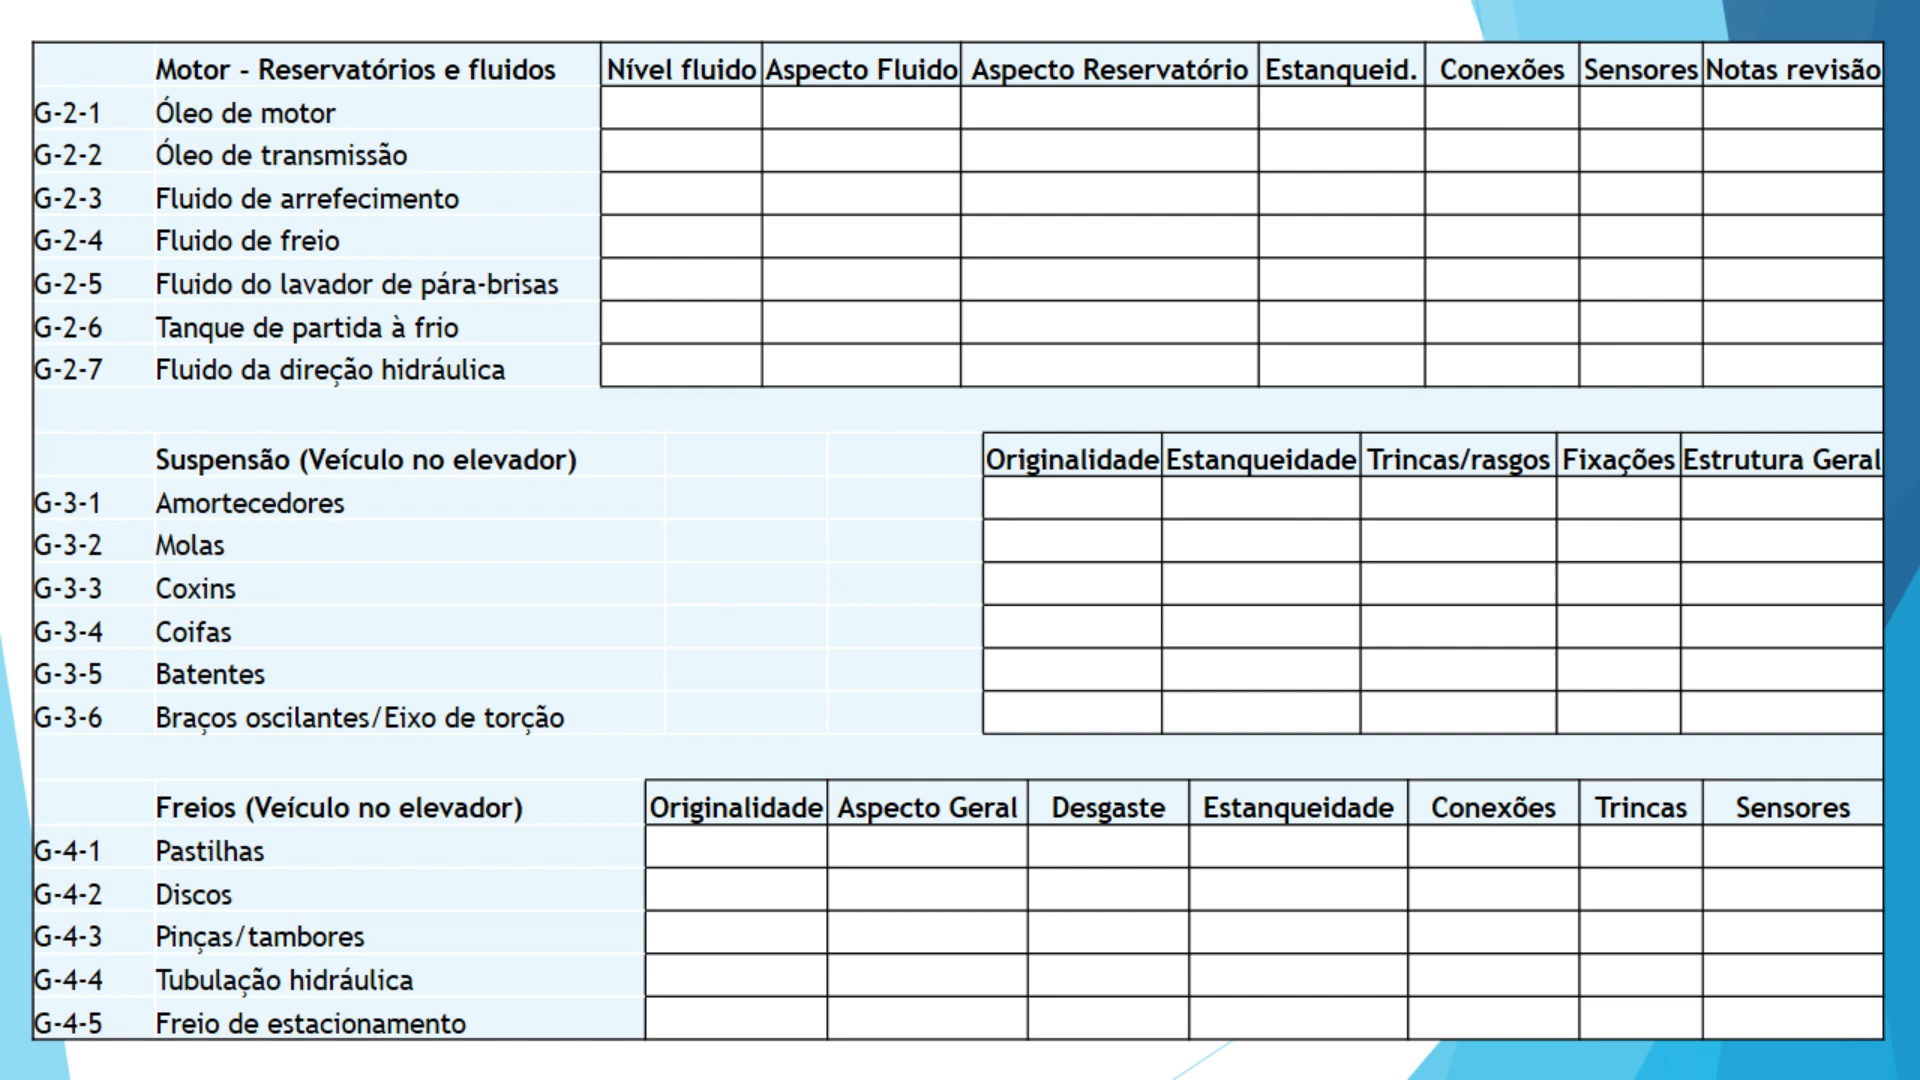 Motor - Reservatórios e fluidos Nível fluido Aspecto Fluido Aspecto Reservatório Estanqueid. Conexões Sensores Notas revisão
G-2-1 Óleo de motor
G-2-2 Óleo de transmissão
G-2-3 Fluido de arrefecimento
G-2-4 Fluido de freio
G-2-5 Fluido do lavador de pára-brisas
G-2-6 Tanque de partida à frio
G-2-7 Fluido da direção hidráulica
Suspensão (Veículo no elevador) Originalidade Estanqueidade Trincas/rasgos Fixações Estrutura Geral
G-3-1 Amortecedores
G-3-2 Molas
G-3-3 Coxins
G-3-4 Coifas
G-3-5 Batentes
G-3-6 Braços oscilantes/Eixo de torção
Freios (Veículo no elevador) Originalidade Aspecto Geral Desgaste Estanqueidade Conexões Trincas Sensores
G-4-1 Pastilhas
G-4-2 Discos
G-4-3 Pinças/tambores
G-4-4 Tubulação hidráulica
G-4-5 Freio de estacionamento